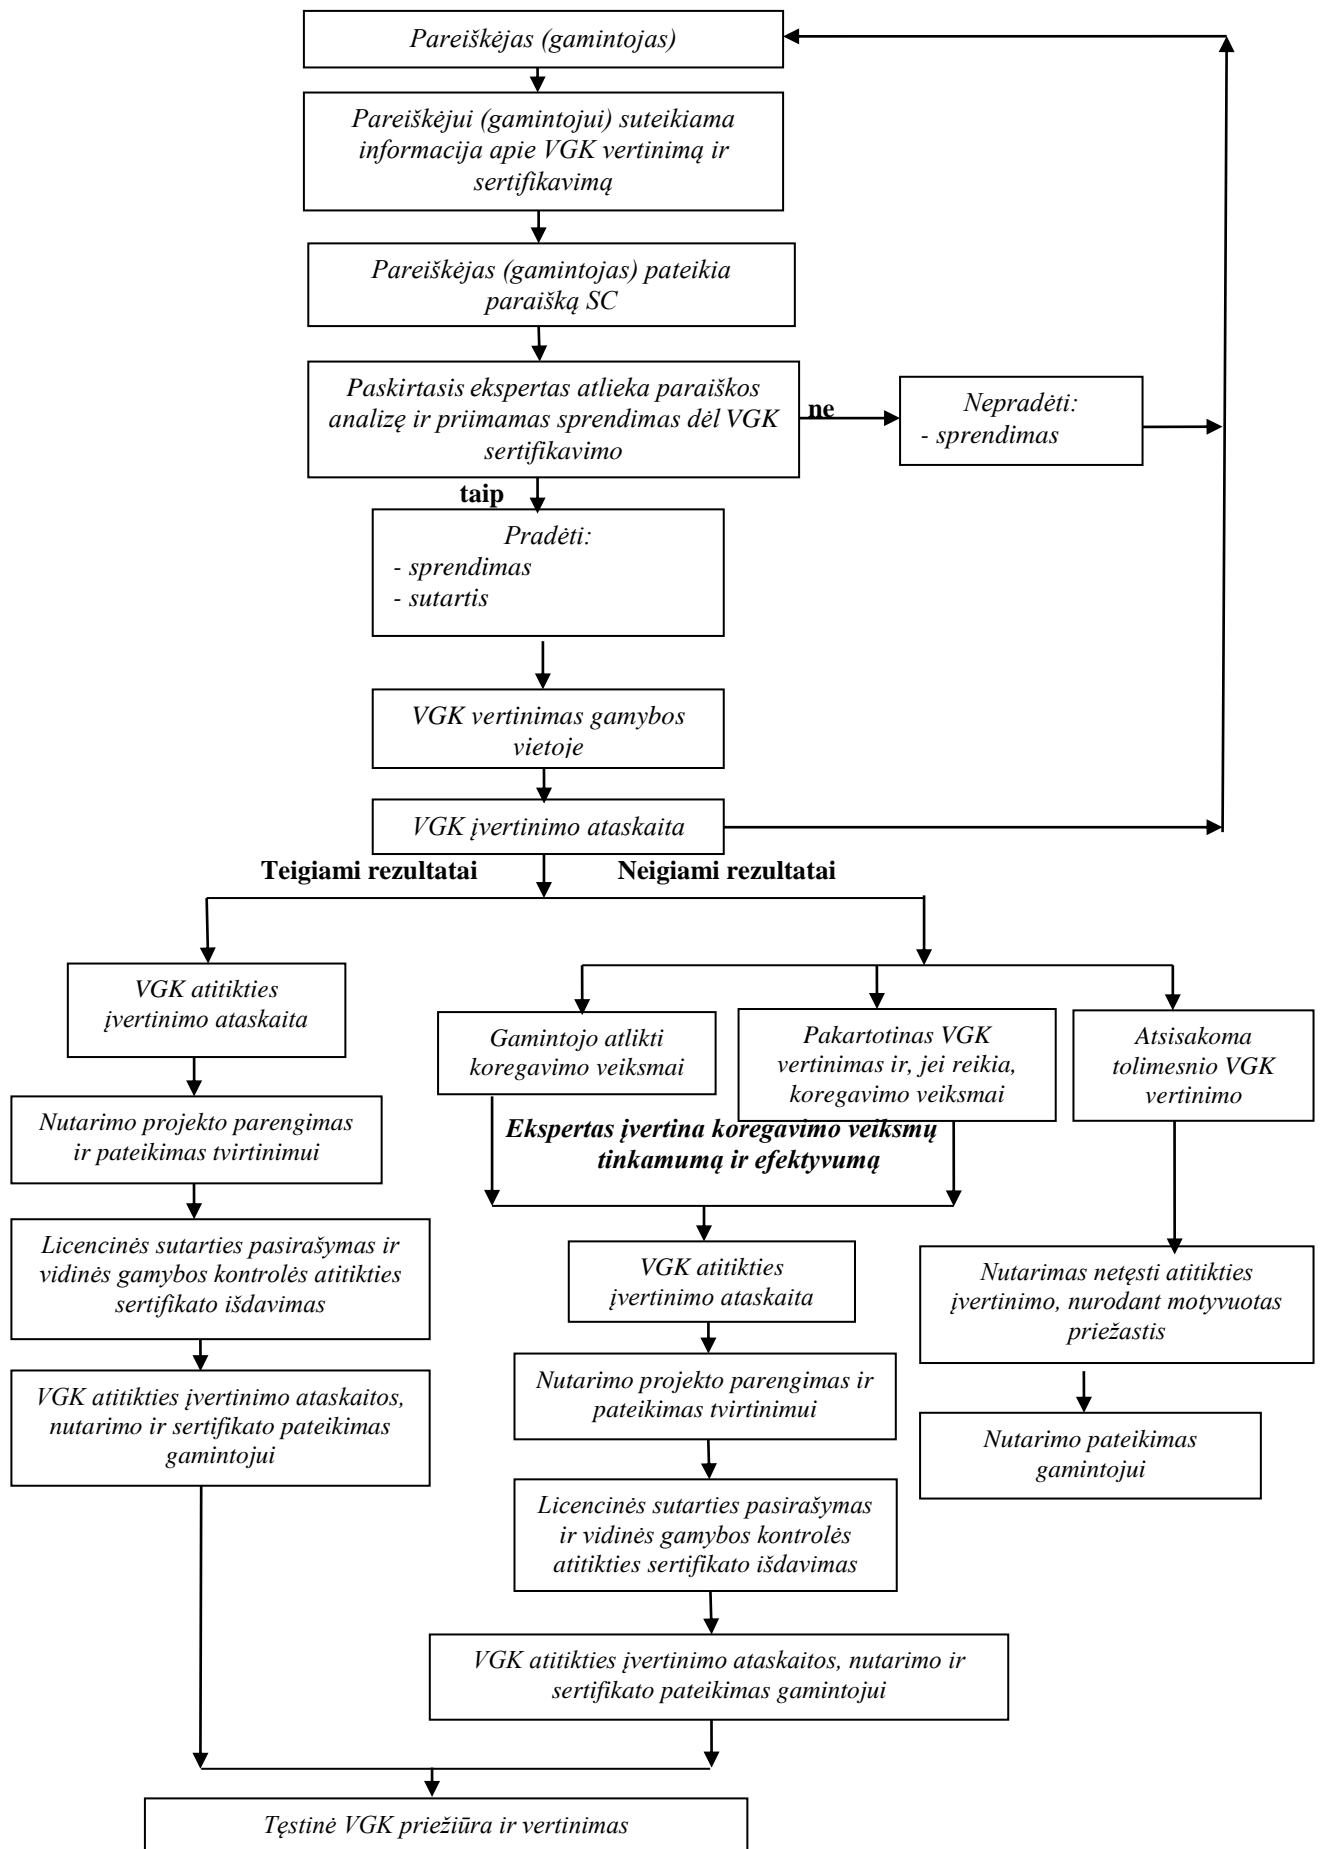 Pareiškėjas (gamintojas)
Pareiškėjui (gamintojui) suteikiama
informacija apie VGK vertinimą ir
sertifikavimą
Pareiškėjas (gamintojas) pateikia
paraišką SC
Paskirtasis ekspertas atlieka paraiškos
analizę ir priimamas sprendimas dėl VGK
sertifikavimo
ne
Nepradėti:
- sprendimas
taip
Pradėti:
- sprendimas
- sutartis
VGK vertinimas gamybos
vietoje
VGK įvertinimo ataskaita
Teigiami rezultatai
Neigiami rezultatai
VGK atitikties
įvertinimo ataskaita
Nutarimo projekto parengimas
ir pateikimas tvirtinimui
Licencinės sutarties pasirašymas ir
vidinės gamybos kontrolės atitikties
sertifikato išdavimas
VGK atitikties įvertinimo ataskaitos,
nutarimo ir sertifikato pateikimas
gamintojui
Gamintojo atlikti
koregavimo veiksmai
Pakartotinas VGK
vertinimas ir, jei reikia,
koregavimo veiksmai
Atsisakoma
tolimesnio VGK
vertinimo
Ekspertas įvertina koregavimo veiksmų
tinkamumą ir efektyvumą
VGK atitikties
įvertinimo ataskaita
Nutarimo projekto parengimas ir
pateikimas tvirtinimui
Licencinės sutarties pasirašymas
ir vidinės gamybos kontrolės
atitikties sertifikato išdavimas
VGK atitikties įvertinimo ataskaitos, nutarimo ir
sertifikato pateikimas gamintojui
Nutarimas netęsti atitikties
įvertinimo, nurodant motyvuotas
priežastis
Nutarimo pateikimas
gamintojui
Tęstinė VGK priežiūra ir vertinimas